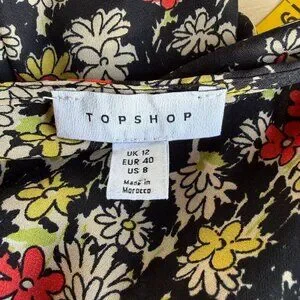 TOPSHOP
UK 12
EUR 40
US 8
Made in
Morocco